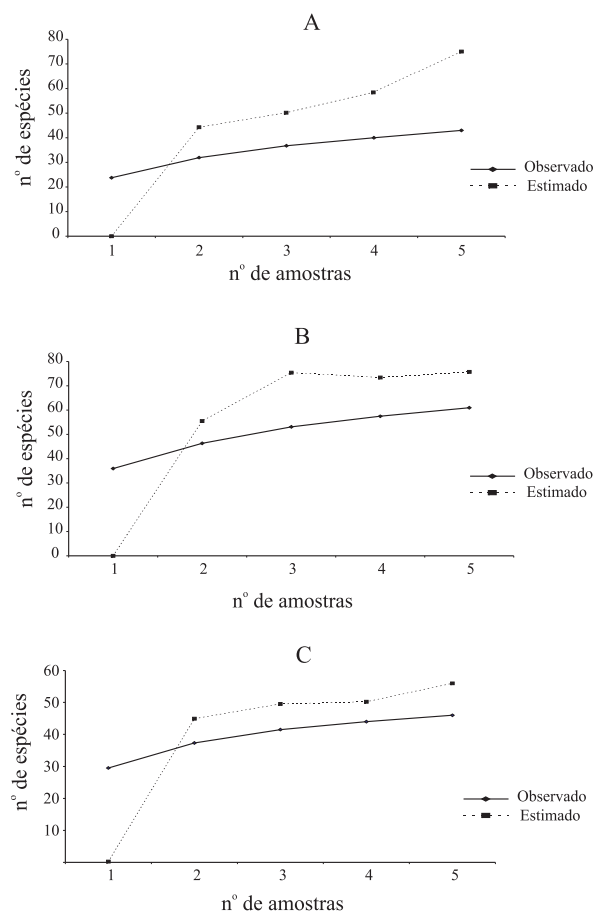 A
80
70
60
50
40
30
20
10
0
nº de espécies
1 2 3 4 5
nº de amostras
Observado
Estimado
B
80
70
60
50
40
30
20
10
0
nº de espécies
1 2 3 4 5
nº de amostras
Observado
Estimado
C
60
50
40
30
20
10
nº de espécies
1 2 3 4 5
nº de amostras
Observado
Estimado